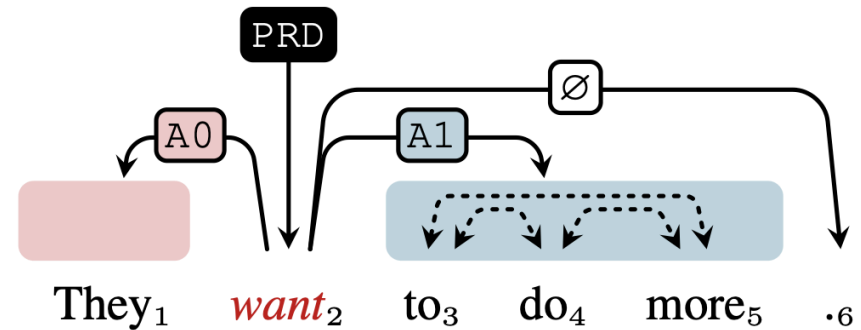 PRD
∅
A0 A1
They₁ want₂ to₃ do₄ more₅ .₆